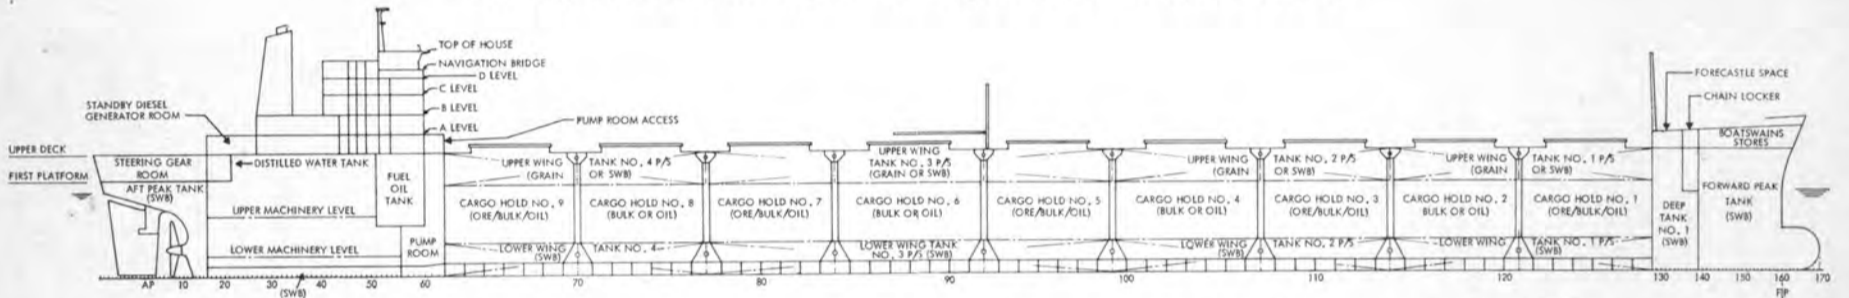 TOP OF HOUSE
NAVIGATION BRIDGE
D LEVEL
C LEVEL
B LEVEL
A LEVEL
PUMP ROOM ACCESS
STANDBY DIESEL
GENERATOR ROOM
UPPER DECK
FIRST PLATFORM
STEERING GEAR
ROOM
DISTILLED WATER TANK
AFT PEAK TANK
(SWB)
FUEL
OIL
TANK
UPPER MACHINERY LEVEL
LOWER MACHINERY LEVEL
PUMP
ROOM
(SWB)
UPPER WING
(GRAIN
TANK NO. 4 P/S
OR SWB)
UPPER WING
TANK NO. 3 P/S
(GRAIN OR SWB)
UPPER WING
(GRAIN
TANK NO. 2 P/S
OR SWB)
UPPER WING
(GRAIN
TANK NO. 1 P/S
OR SWB)
CARGO HOLD NO. 9
(ORE/BULK/OIL)
CARGO HOLD NO. 8
(BULK OR OIL)
CARGO HOLD NO. 7
(ORE/BULK/OIL)
CARGO HOLD NO. 6
(BULK OR OIL)
CARGO HOLD NO. 5
(ORE/BULK/OIL)
CARGO HOLD NO. 4
(BULK OR OIL)
CARGO HOLD NO. 3
(ORE/BULK/OIL)
CARGO HOLD NO. 2
BULK OR OIL)
CARGO HOLD NO. 1
(ORE/BULK/OIL)
LOWER WING
(SWB)
TANK NO. 4
LOWER WING TANK
NO. 3 P/S (SWB)
LOWER WING
(SWB)
TANK NO. 2 P/S
LOWER WING
(SWB)
TANK NO. 1 P/S
(SWB)
FORECASTLE SPACE
CHAIN LOCKER
BOATSWAINS
STORES
FORWARD PEAK
TANK
(SWB)
DEEP
TANK
NO. 1
(SWB)
AP 10 20 30 40 50 60 70 80 90 100 110 120 130 140 150 160 170
FP